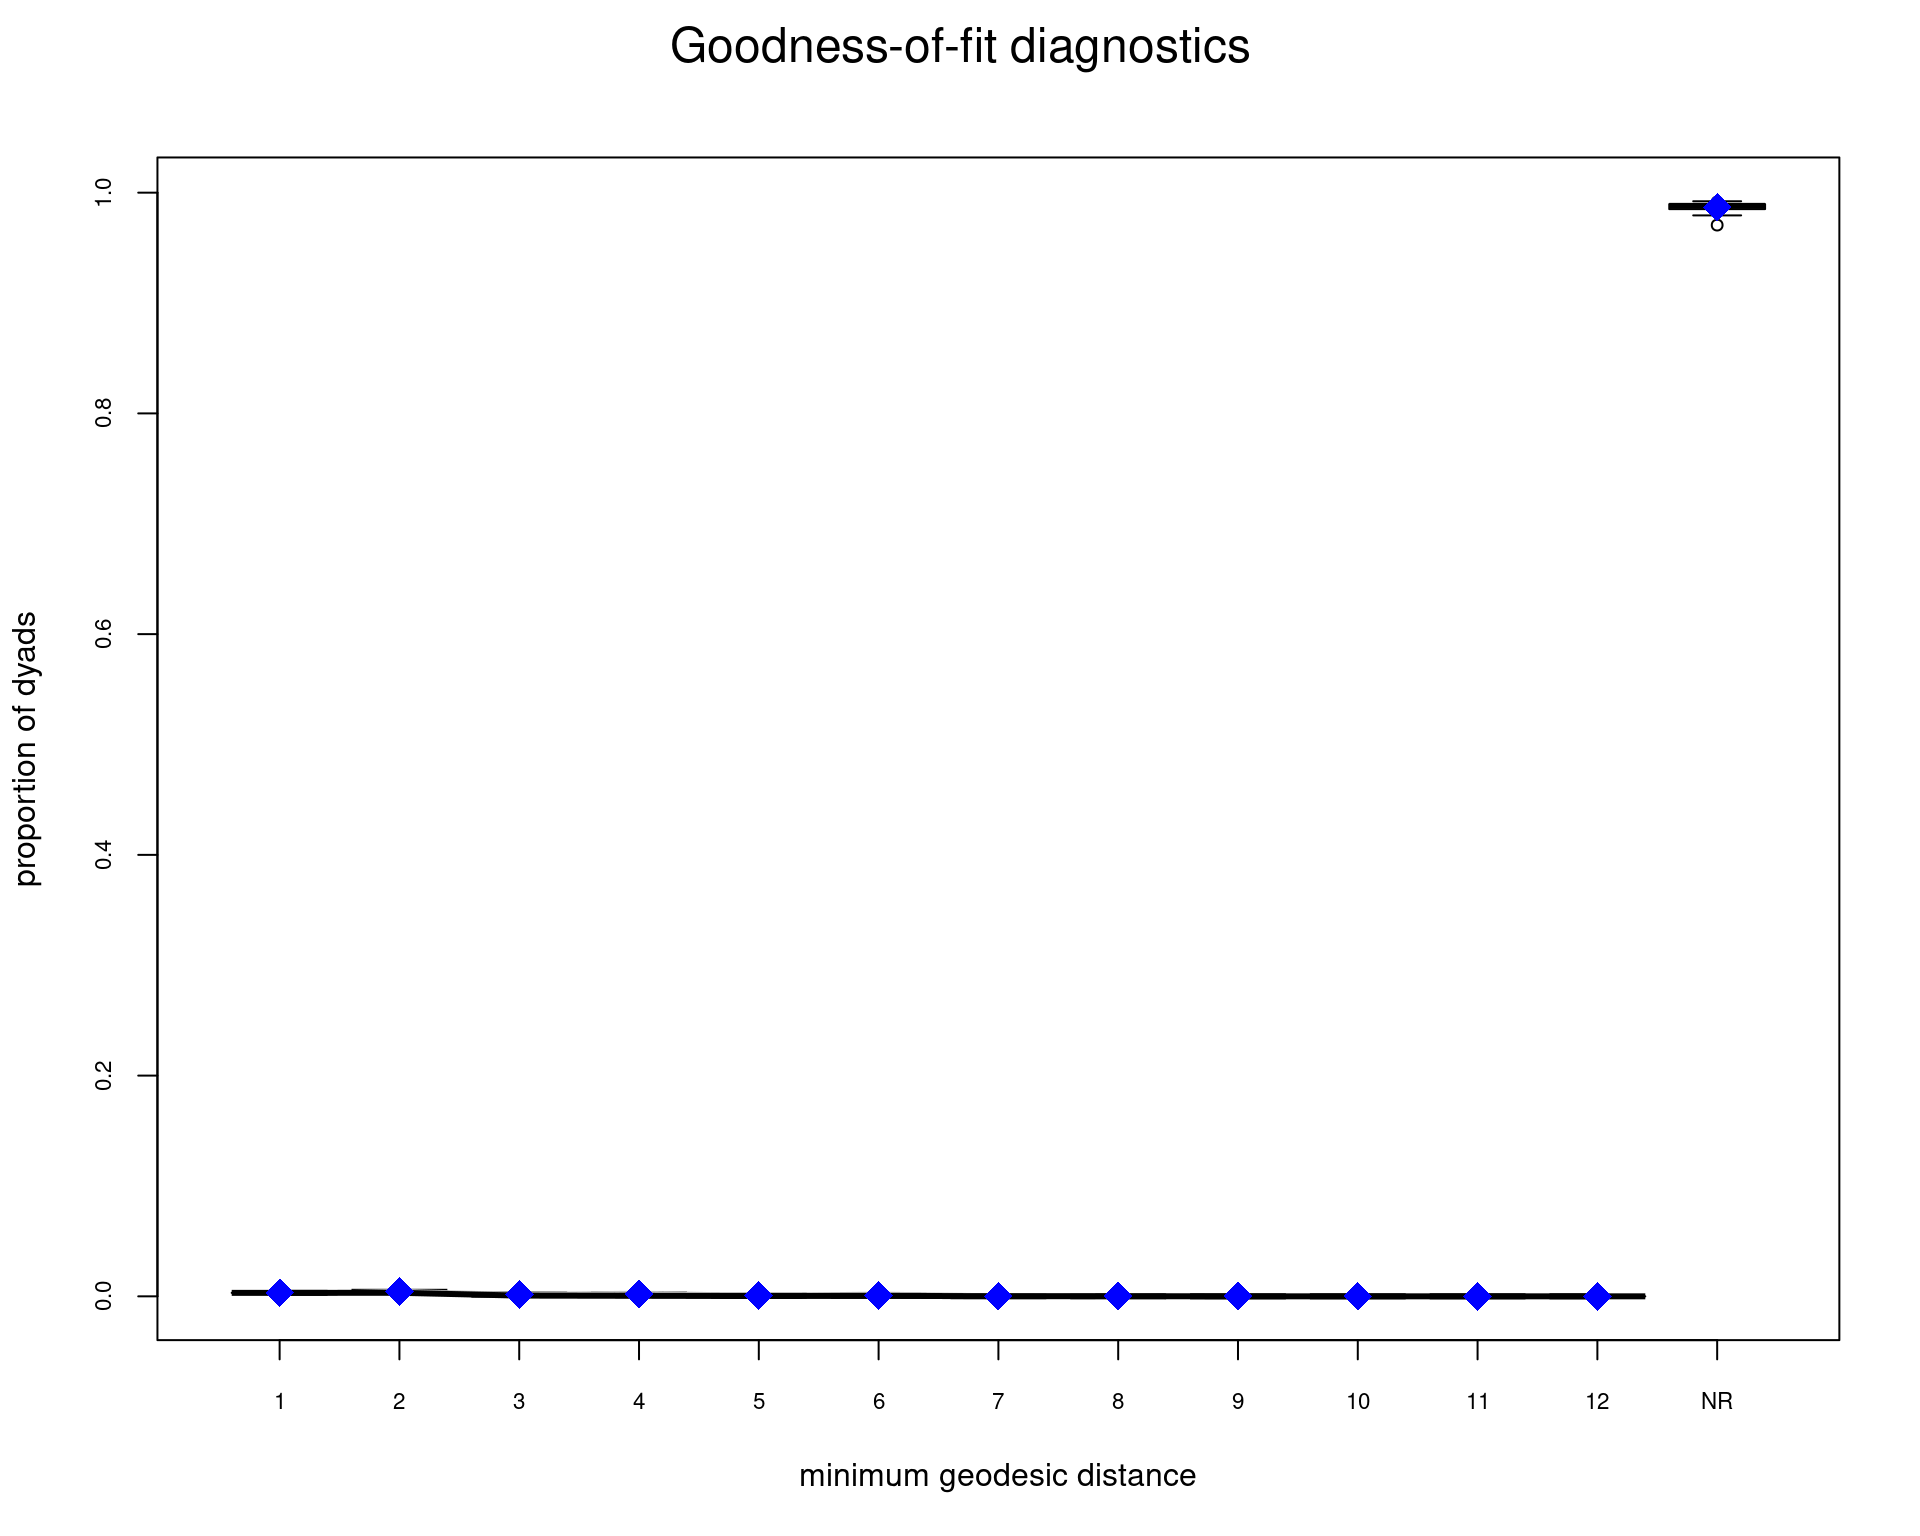 Goodness-of-fit diagnostics
proportion of dyads
1.0
0.8
0.6
0.4
0.2
0.0
1 2 3 4 5 6 7 8 9 10 11 12 NR
minimum geodesic distance